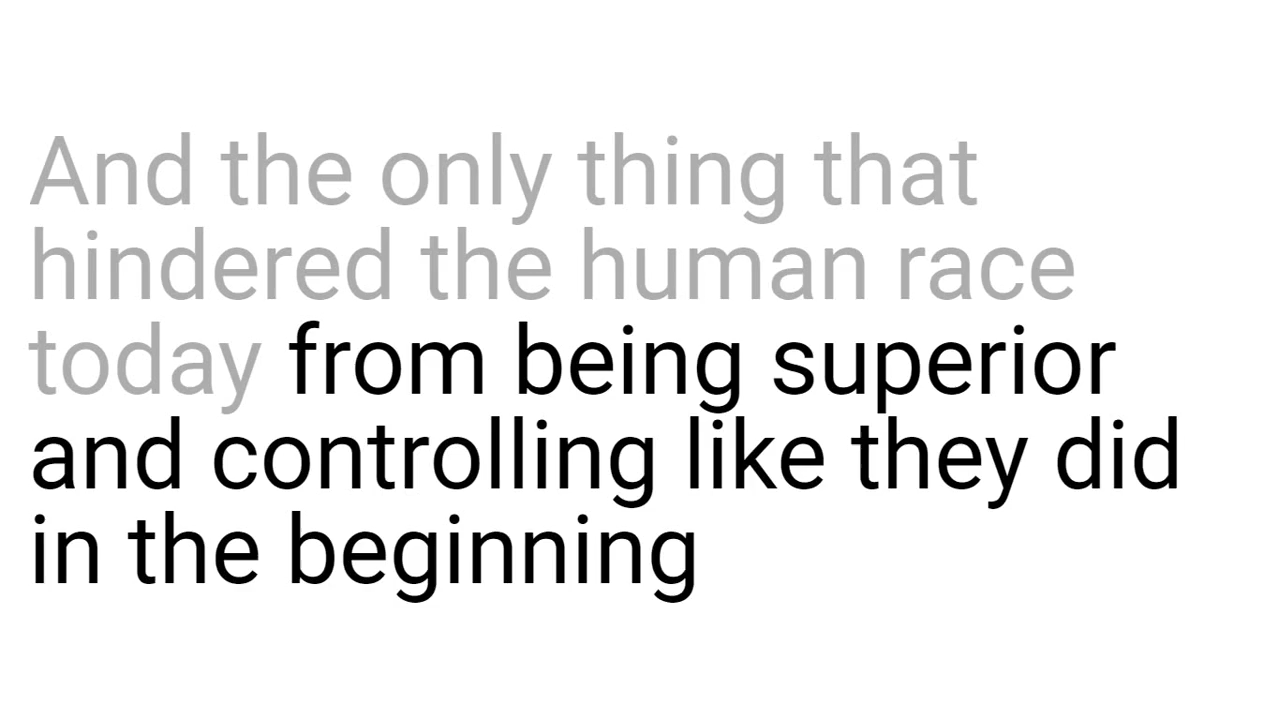 And the only thing that
hindered the human race
today from being superior
and controlling like they did
in the beginning